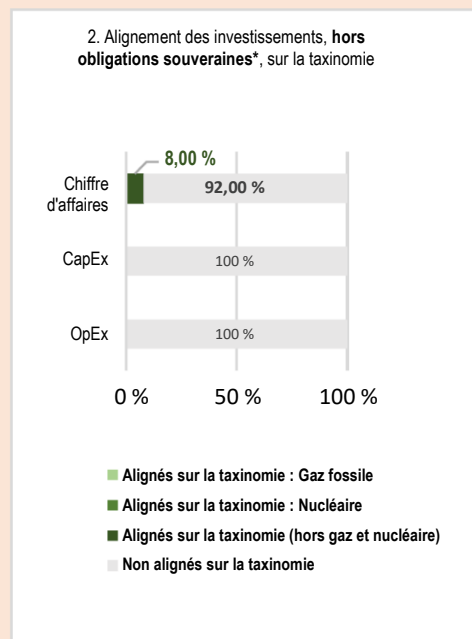 2. Alignement des investissements, hors
obligations souveraines*, sur la taxinomie
8,00 %
Chiffre
d'affaires
92,00 %
CapEx
100 %
OpEx
100 %
0 %
50 %
100 %
Alignés sur la taxinomie : Gaz fossile
Alignés sur la taxinomie : Nucléaire
Alignés sur la taxinomie (hors gaz et nucléaire)
Non alignés sur la taxinomie